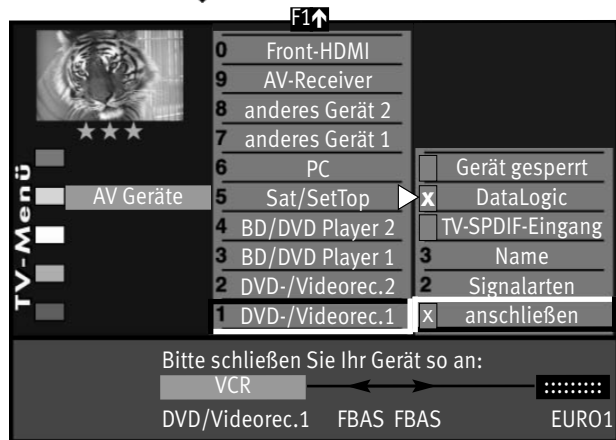 F1↑
0 Front-HDMI
9 AV-Receiver
8 anderes Gerät 2
7 anderes Gerät 1
6 PC
5 Sat/SetTop
4 BD/DVD Player 2
3 BD/DVD Player 1
2 DVD-/Videorec.2
1 DVD-/Videorec.1
TV-Menü
AV Geräte
Gerät gesperrt
x DataLogic
TV-SPDIF-Eingang
3 Name
2 Signalarten
x anschließen
Bitte schließen Sie Ihr Gerät so an:
VCR
DVD/Videorec.1 FBAS FBAS EURO1